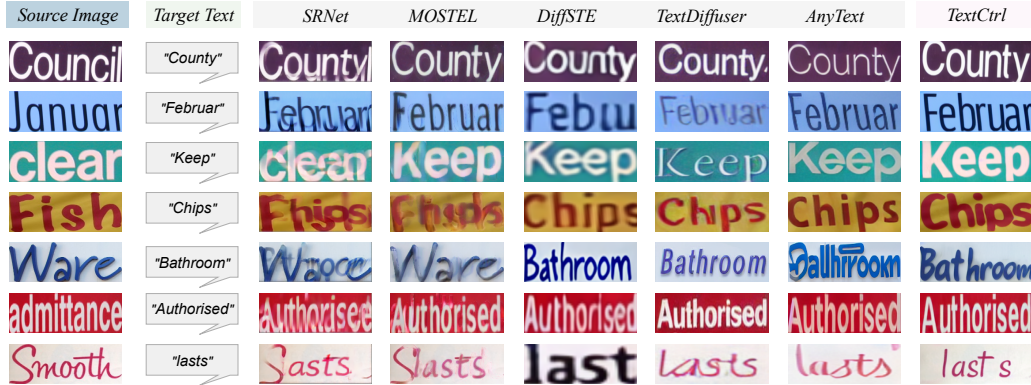 Source Image Target Text SRNet MOSTEL DiffSTE TextDiffuser AnyText TextCtrl
Council "County" County County County County. County County
Januar "Februar" Februar Februar Februar Februar Februar
clear "Keep" Keep Keep Keep Keep Keep
Fish "Chips" Fhips Chips Chips Chips Chips
Ware "Bathroom" Ware Bathroom Bathroom Bathroom
admittance "Authorised" Authorised Authorised Authorised Authorised Authorised Authorised
Smooth "lasts" lasts Slasts last lasts lasts last s